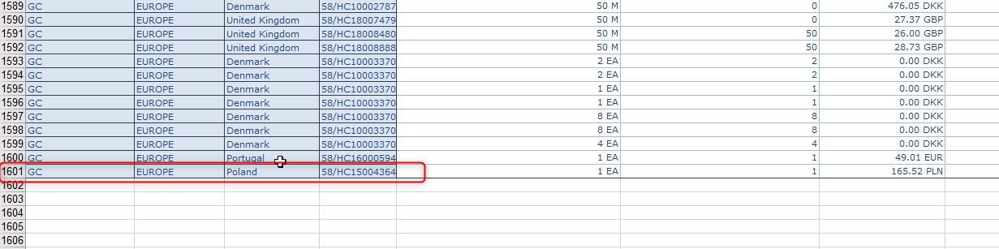 1589 GC EUROPE Denmark 58/HC10002787 50 M 0 476.05 DKK
1590 GC EUROPE United Kingdom 58/HC18007479 50 M 0 27.37 GBP
1591 GC EUROPE United Kingdom 58/HC18008480 50 M 50 26.00 GBP
1592 GC EUROPE United Kingdom 58/HC18008888 50 M 50 28.73 GBP
1593 GC EUROPE Denmark 58/HC10003370 2 EA 2 0.00 DKK
1594 GC EUROPE Denmark 58/HC10003370 2 EA 2 0.00 DKK
1595 GC EUROPE Denmark 58/HC10003370 1 EA 1 0.00 DKK
1596 GC EUROPE Denmark 58/HC10003370 1 EA 1 0.00 DKK
1597 GC EUROPE Denmark 58/HC10003370 8 EA 8 0.00 DKK
1598 GC EUROPE Denmark 58/HC10003370 8 EA 8 0.00 DKK
1599 GC EUROPE Denmark 58/HC10003370 4 EA 4 0.00 DKK
1600 GC EUROPE Portugal 58/HC16000594 1 EA 1 49.01 EUR
1601 GC EUROPE Poland 58/HC15004364 1 EA 1 165.52 PLN
1602
1603
1604
1605
1606